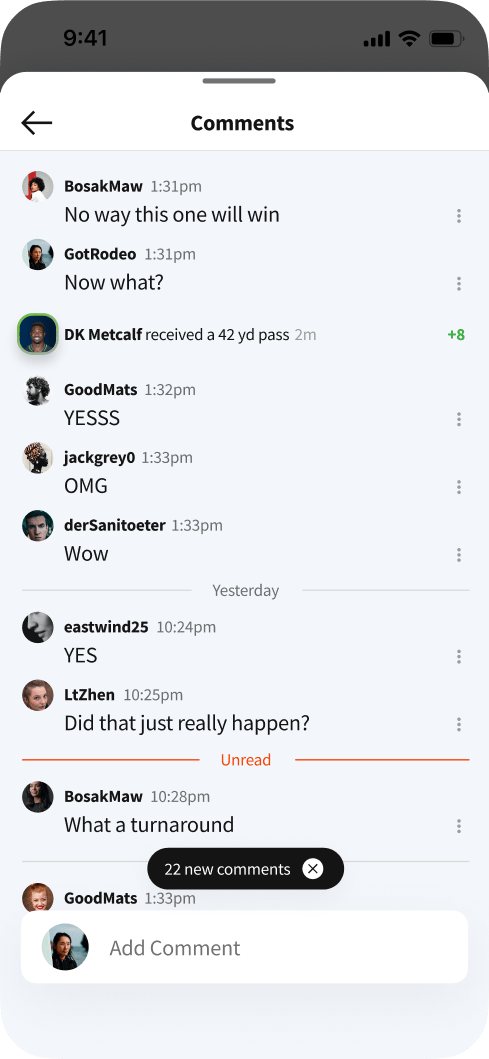 9:41
Comments
BosakMaw 1:31pm
No way this one will win
GotRodeo 1:31pm
Now what?
DK Metcalf received a 42 yd pass 2m +8
GoodMats 1:32pm
YESSS
jackgrey0 1:33pm
OMG
derSanitoeter 1:33pm
Wow
Yesterday
eastwind25 10:24pm
YES
LtZhen 10:25pm
Did that just really happen?
Unread
BosakMaw 10:28pm
What a turnaround
22 new comments
GoodMats 1:33pm
Add Comment